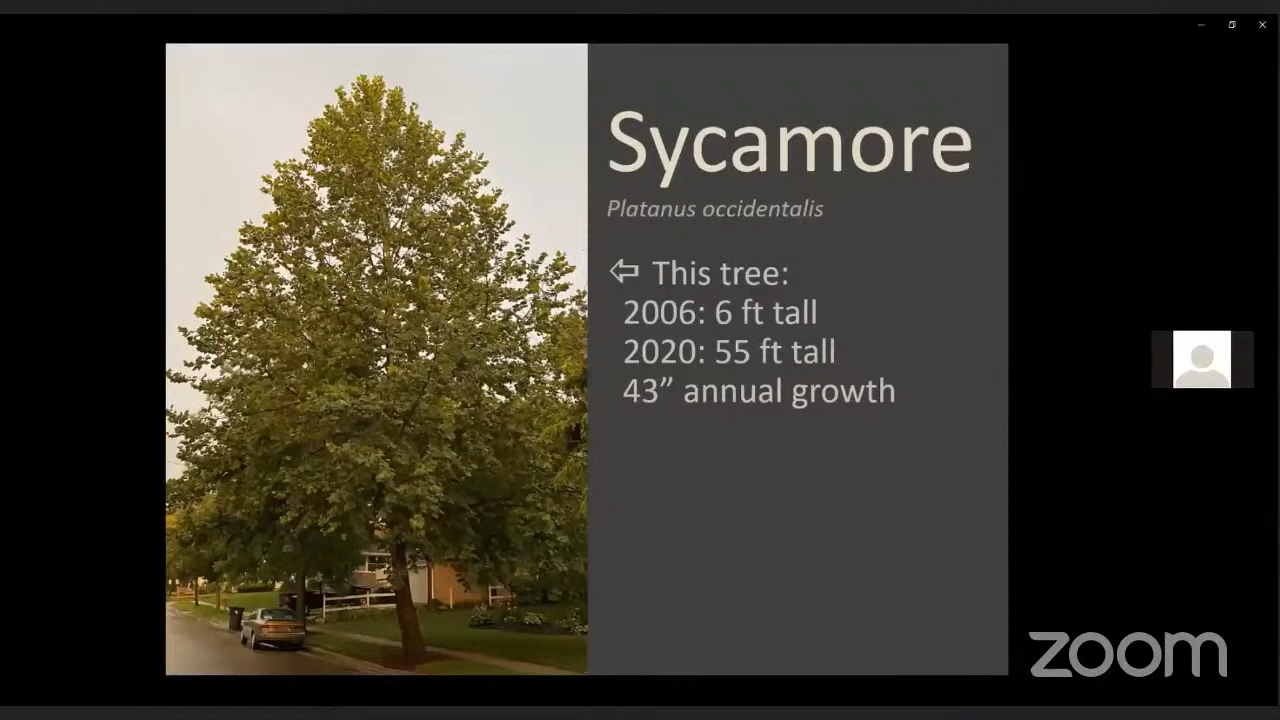 Sycamore
Platanus occidentalis
⇦ This tree:
2006: 6 ft tall
2020: 55 ft tall
43” annual growth
zoom